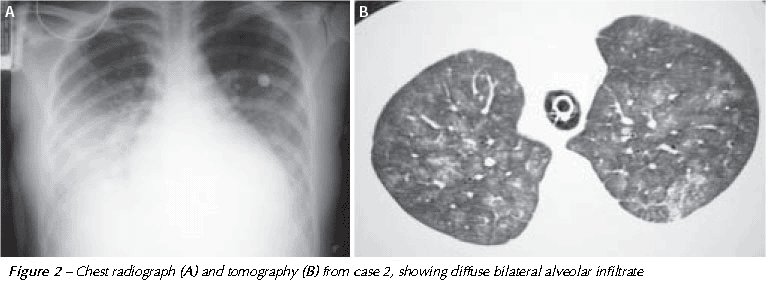 A
B
Figure 2 – Chest radiograph (A) and tomography (B) from case 2, showing diffuse bilateral alveolar infiltrate